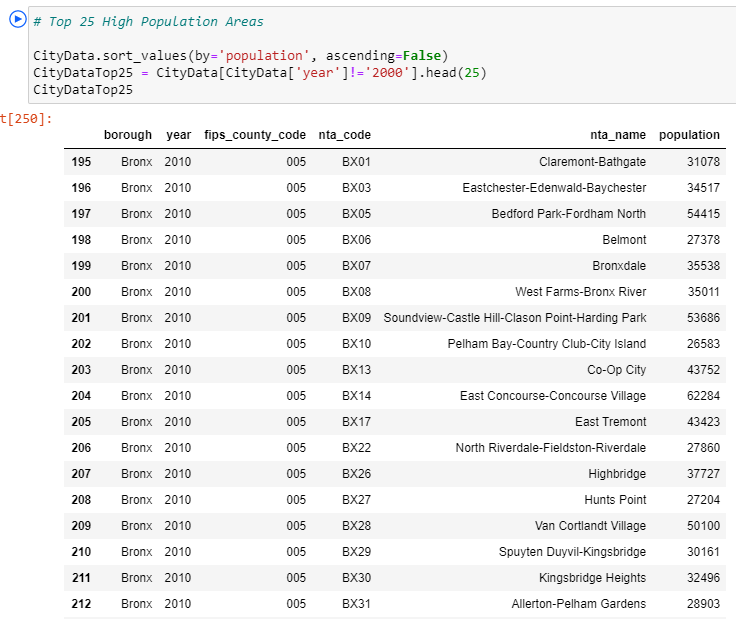 # Top 25 High Population Areas
CityData.sort_values(by='population', ascending=False)
CityDataTop25 = CityData[CityData['year']!='2000'].head(25)
CityDataTop25
t[250]:
borough year fips_county_code nta_code nta_name population
195 Bronx 2010 005 BX01 Claremont-Bathgate 31078
196 Bronx 2010 005 BX03 Eastchester-Edenwald-Baychester 34517
197 Bronx 2010 005 BX05 Bedford Park-Fordham North 54415
198 Bronx 2010 005 BX06 Belmont 27378
199 Bronx 2010 005 BX07 Bronxdale 35538
200 Bronx 2010 005 BX08 West Farms-Bronx River 35011
201 Bronx 2010 005 BX09 Soundview-Castle Hill-Clason Point-Harding Park 53686
202 Bronx 2010 005 BX10 Pelham Bay-Country Club-City Island 26583
203 Bronx 2010 005 BX13 Co-Op City 43752
204 Bronx 2010 005 BX14 East Concourse-Concourse Village 62284
205 Bronx 2010 005 BX17 East Tremont 43423
206 Bronx 2010 005 BX22 North Riverdale-Fieldston-Riverdale 27860
207 Bronx 2010 005 BX26 Highbridge 37727
208 Bronx 2010 005 BX27 Hunts Point 27204
209 Bronx 2010 005 BX28 Van Cortlandt Village 50100
210 Bronx 2010 005 BX29 Spuyten Duyvil-Kingsbridge 30161
211 Bronx 2010 005 BX30 Kingsbridge Heights 32496
212 Bronx 2010 005 BX31 Allerton-Pelham Gardens 28903